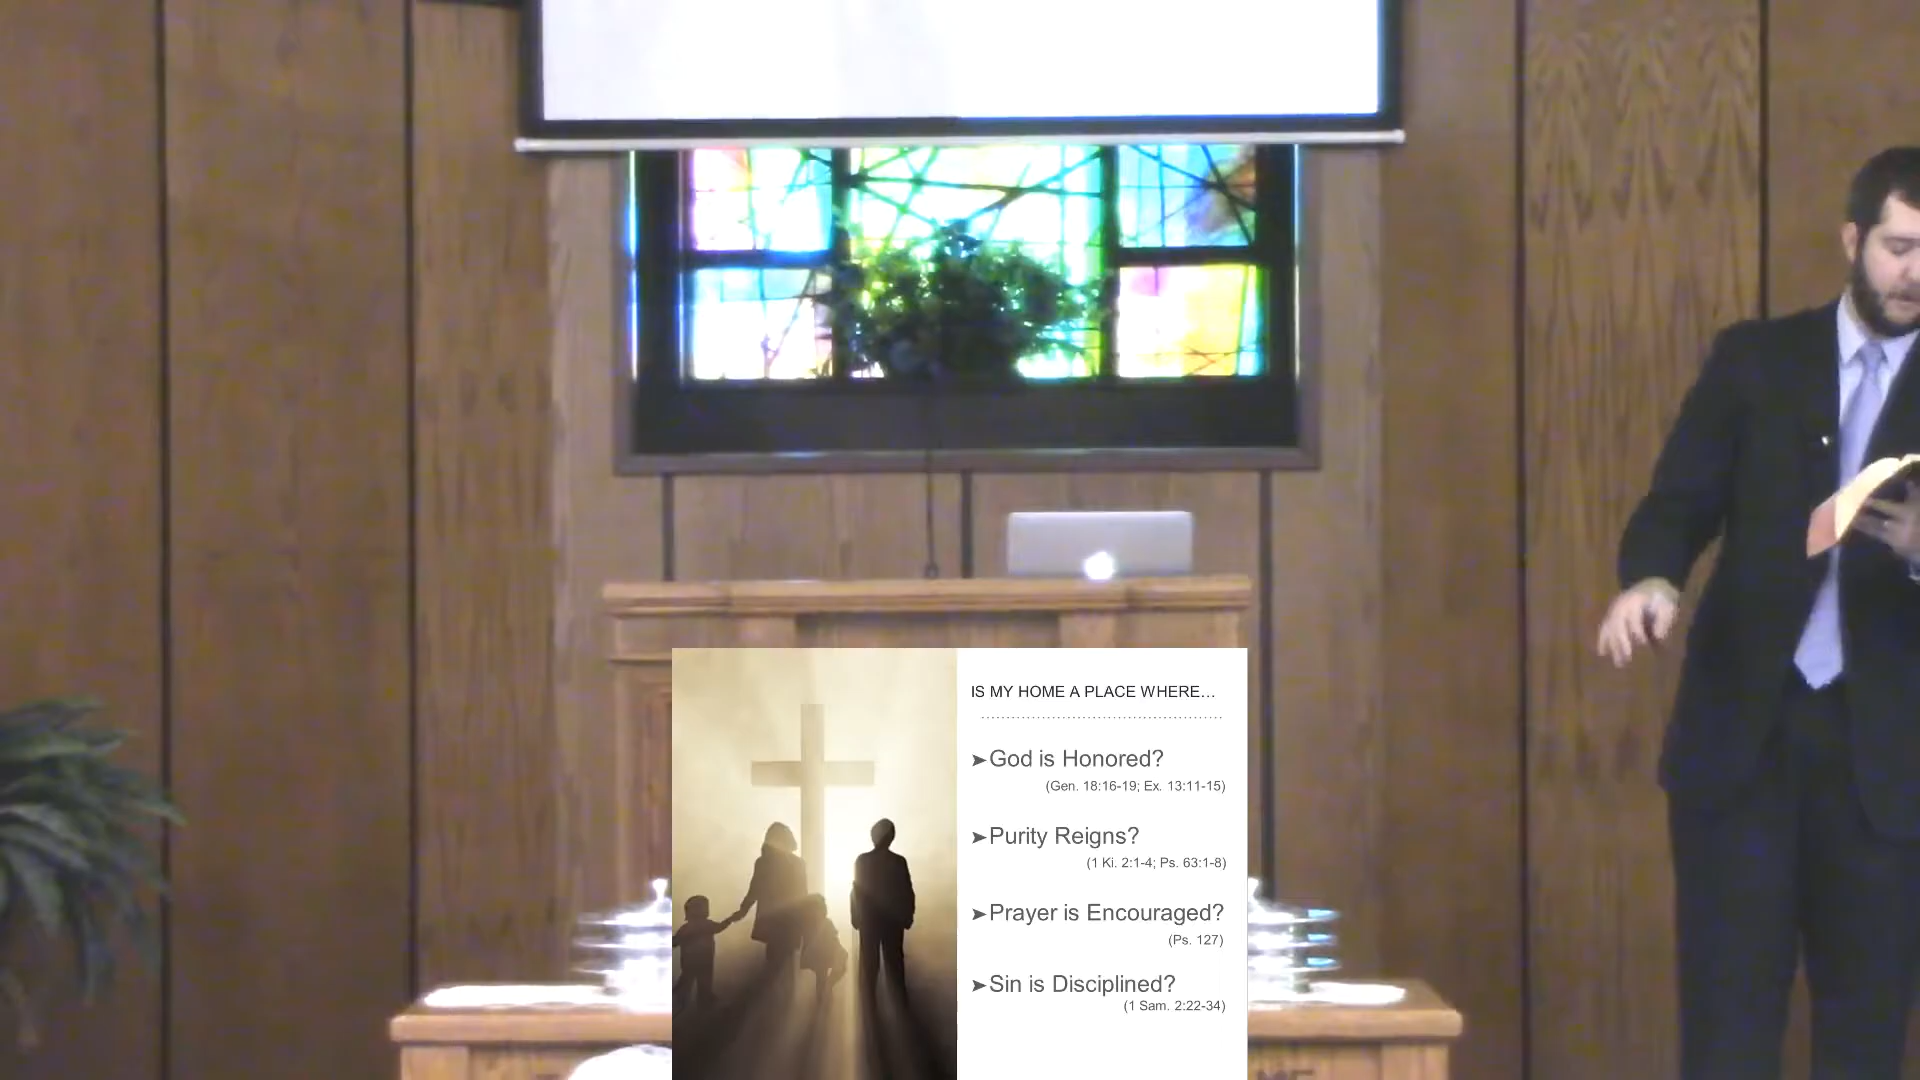 IS MY HOME A PLACE WHERE...
➤God is Honored?
(Gen. 18:16-19; Ex. 13:11-15)
➤Purity Reigns?
(1 Ki. 2:1-4; Ps. 63:1-8)
➤Prayer is Encouraged?
(Ps. 127)
➤Sin is Disciplined?
(1 Sam. 2:22-34)